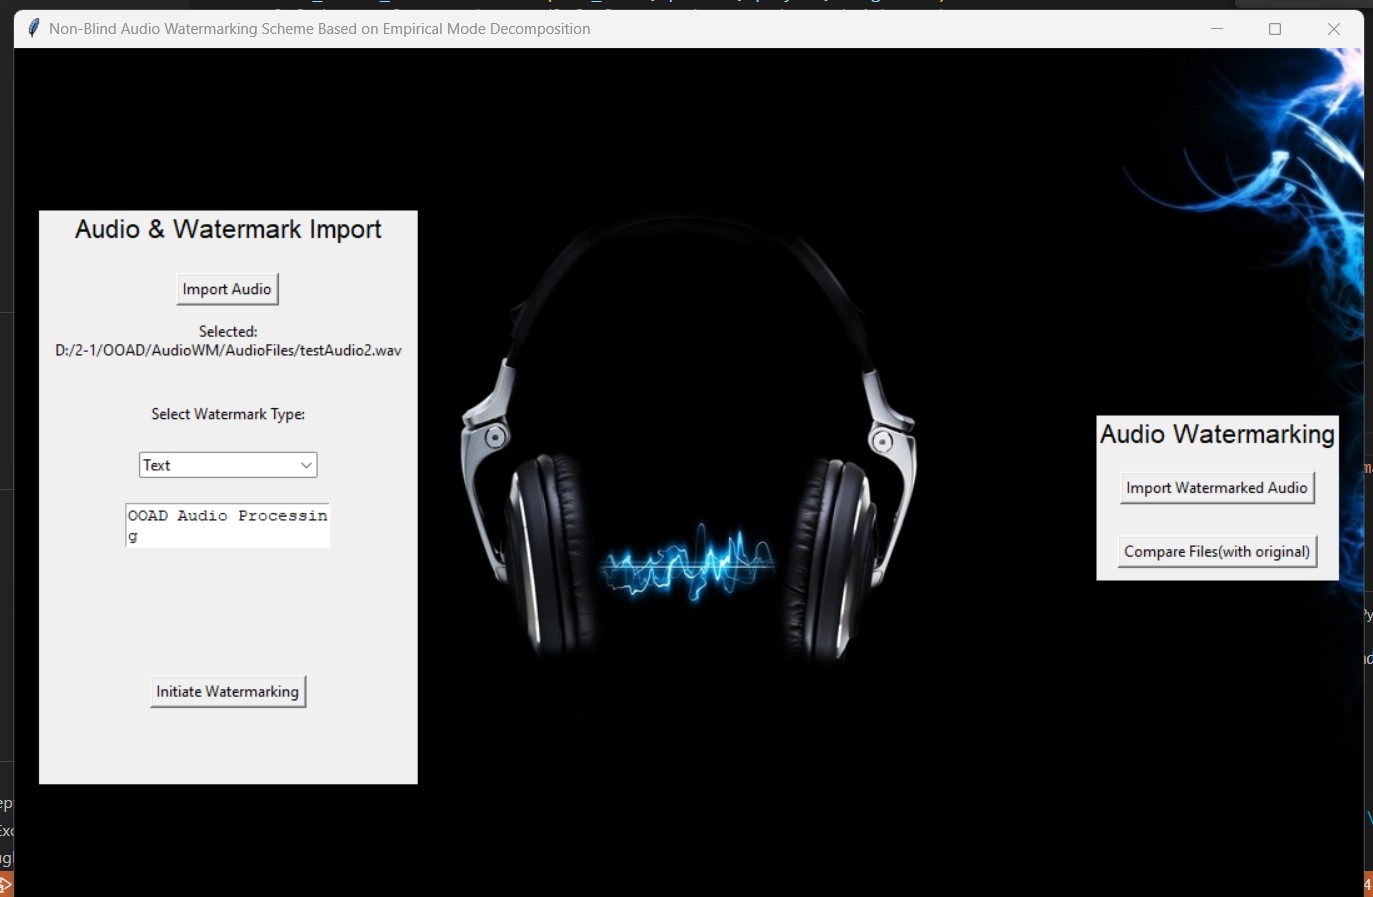 Non-Blind Audio Watermarking Scheme Based on Empirical Mode Decomposition
Audio & Watermark Import
Import Audio
Selected:
D:/2-1/OOAD/AudioWM/AudioFiles/testAudio2.wav
Select Watermark Type:
Text
OOAD Audio Processin
g
Initiate Watermarking
Audio Watermarking
Import Watermarked Audio
Compare Files(with original)